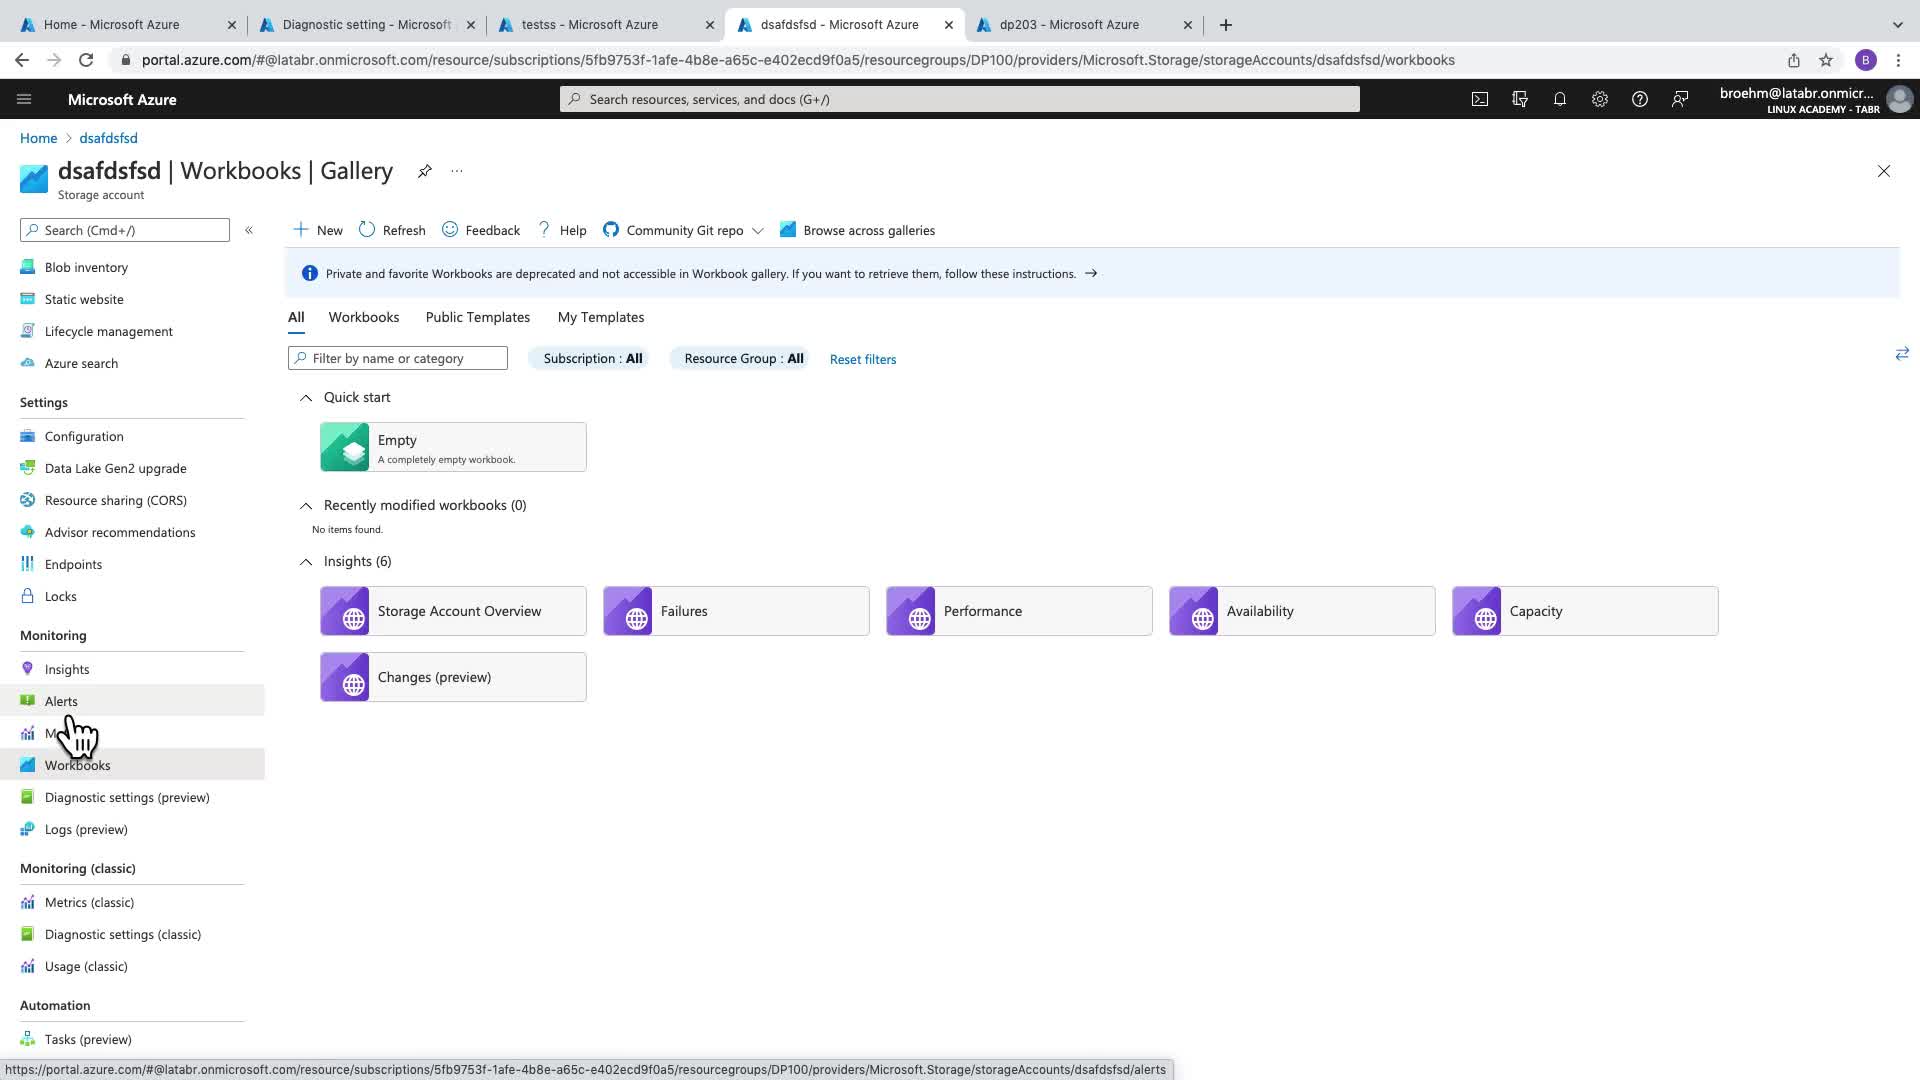 Home - Microsoft Azure
Diagnostic setting - Microsoft
testss - Microsoft Azure
dsafdsfsd - Microsoft Azure
dp203 - Microsoft Azure
portal.azure.com/#@latabr.onmicrosoft.com/resource/subscriptions/5fb9753f-1afe-4b8e-a65c-e402ecd9f0a5/resourcegroups/DP100/providers/Microsoft.Storage/storageAccounts/dsafdsfsd/workbooks
B
Microsoft Azure
Search resources, services, and docs (G+/)
broehm@latabr.onmicr...
LINUX ACADEMY - TABR
Home > dsafdsfsd
dsafdsfsd | Workbooks | Gallery
Storage account
Search (Cmd+/)
Blob inventory
Static website
Lifecycle management
Azure search
Settings
Configuration
Data Lake Gen2 upgrade
Resource sharing (CORS)
Advisor recommendations
Endpoints
Locks
Monitoring
Insights
Alerts
M
Workbooks
Diagnostic settings (preview)
Logs (preview)
Monitoring (classic)
Metrics (classic)
Diagnostic settings (classic)
Usage (classic)
Automation
Tasks (preview)
New
Refresh
Feedback
Help
Community Git repo
Browse across galleries
Private and favorite Workbooks are deprecated and not accessible in Workbook gallery. If you want to retrieve them, follow these instructions. →
All
Workbooks
Public Templates
My Templates
Filter by name or category
Subscription : All
Resource Group : All
Reset filters
Quick start
Empty
A completely empty workbook.
Recently modified workbooks (0)
No items found.
Insights (6)
Storage Account Overview
Failures
Performance
Availability
Capacity
Changes (preview)
https://portal.azure.com/#@latabr.onmicrosoft.com/resource/subscriptions/5fb9753f-1afe-4b8e-a65c-e402ecd9f0a5/resourcegroups/DP100/providers/Microsoft.Storage/storageAccounts/dsafdsfsd/alerts